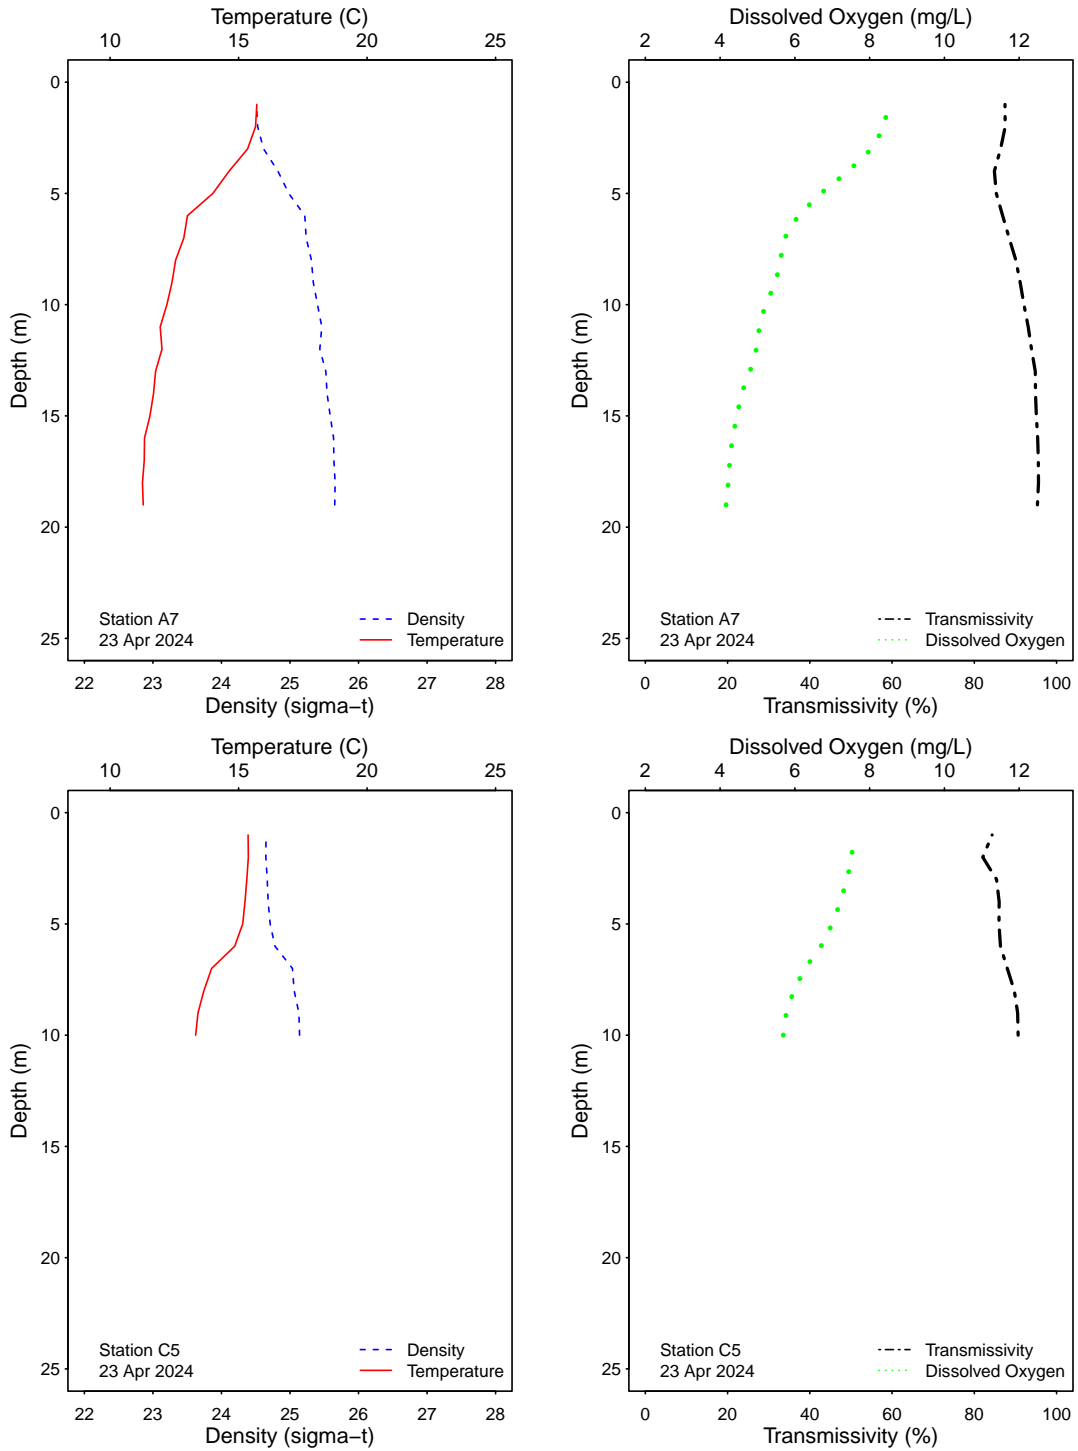 Temperature (C)
10 15 20 25
0
5
10
15
20
25
Depth (m)
Station A7
23 Apr 2024
Density
Temperature
22 23 24 25 26 27 28
Density (sigma−t)
Dissolved Oxygen (mg/L)
2 4 6 8 10 12
0
5
10
15
20
25
Depth (m)
Station A7
23 Apr 2024
Transmissivity
Dissolved Oxygen
0 20 40 60 80 100
Transmissivity (%)
Temperature (C)
10 15 20 25
0
5
10
15
20
25
Depth (m)
Station C5
23 Apr 2024
Density
Temperature
22 23 24 25 26 27 28
Density (sigma−t)
Dissolved Oxygen (mg/L)
2 4 6 8 10 12
0
5
10
15
20
25
Depth (m)
Station C5
23 Apr 2024
Transmissivity
Dissolved Oxygen
0 20 40 60 80 100
Transmissivity (%)